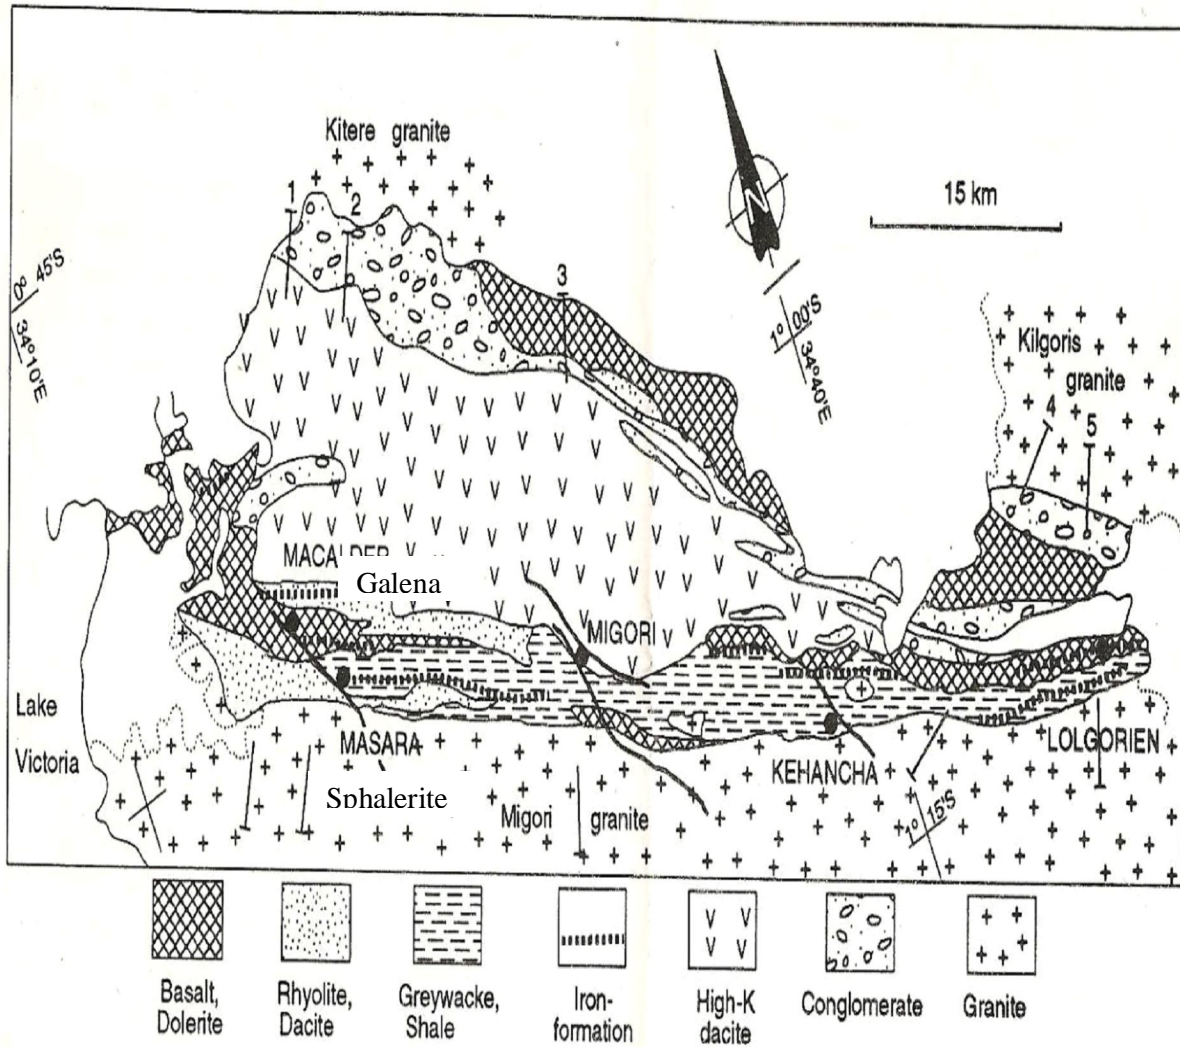 Kitere granite
1
2
3
N
15 km
0° 45'S
34° 10'E
1° 00'S
34° 40'E
Kilgoris
granite
4
5
Galena
MIGORI
Lake
Victoria
MASARA
KEHANCHA
LOLGORIEN
Sphalerite
Migori granite
1° 15'S
Basalt,
Dolerite
Rhyolite,
Dacite
Greywacke,
Shale
Iron-
formation
High-K
dacite
Conglomerate
Granite